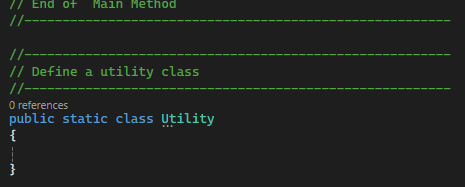 // End of  Main Method
//------------------------------------------------------
//------------------------------------------------------
// Define a utility class
//------------------------------------------------------
0 references
public static class Utility
{
}